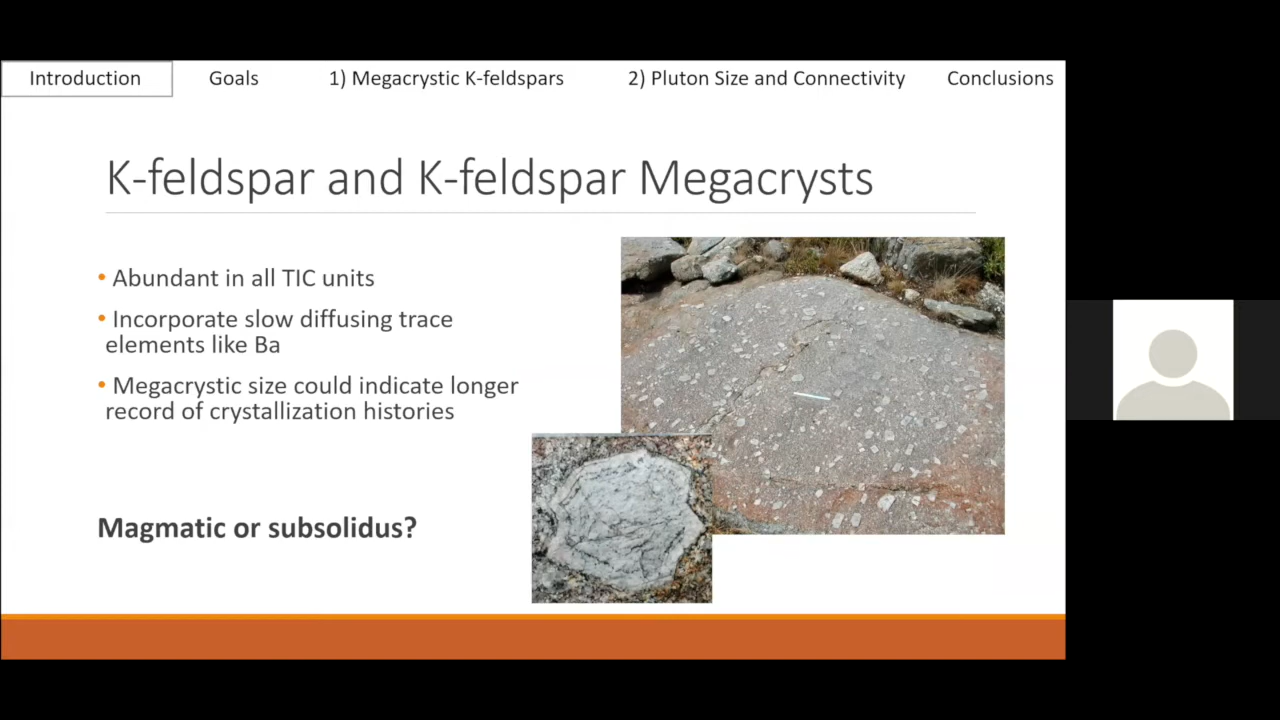 Introduction Goals 1) Megacrystic K-feldspars 2) Pluton Size and Connectivity Conclusions
K-feldspar and K-feldspar Megacrysts
• Abundant in all TIC units
• Incorporate slow diffusing trace
elements like Ba
• Megacrystic size could indicate longer
record of crystallization histories
Magmatic or subsolidus?